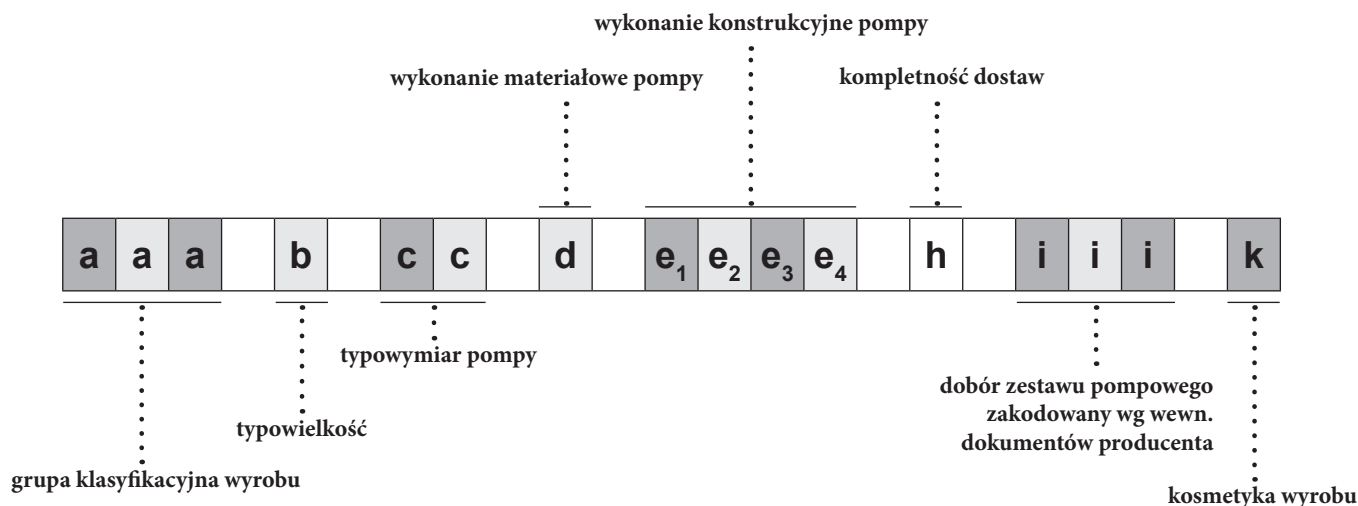 wykonanie konstrukcyjne pompy
wykonanie materiałowe pompy
kompletność dostaw
a a a b c c d e1 e2 e3 e4 h i i i k
typowymiar pompy
dobór zestawu pompowego
zakodowany wg wewn.
dokumentów producenta
typowielkość
grupa klasyfikacyjna wyrobu
kosmetyka wyrobu